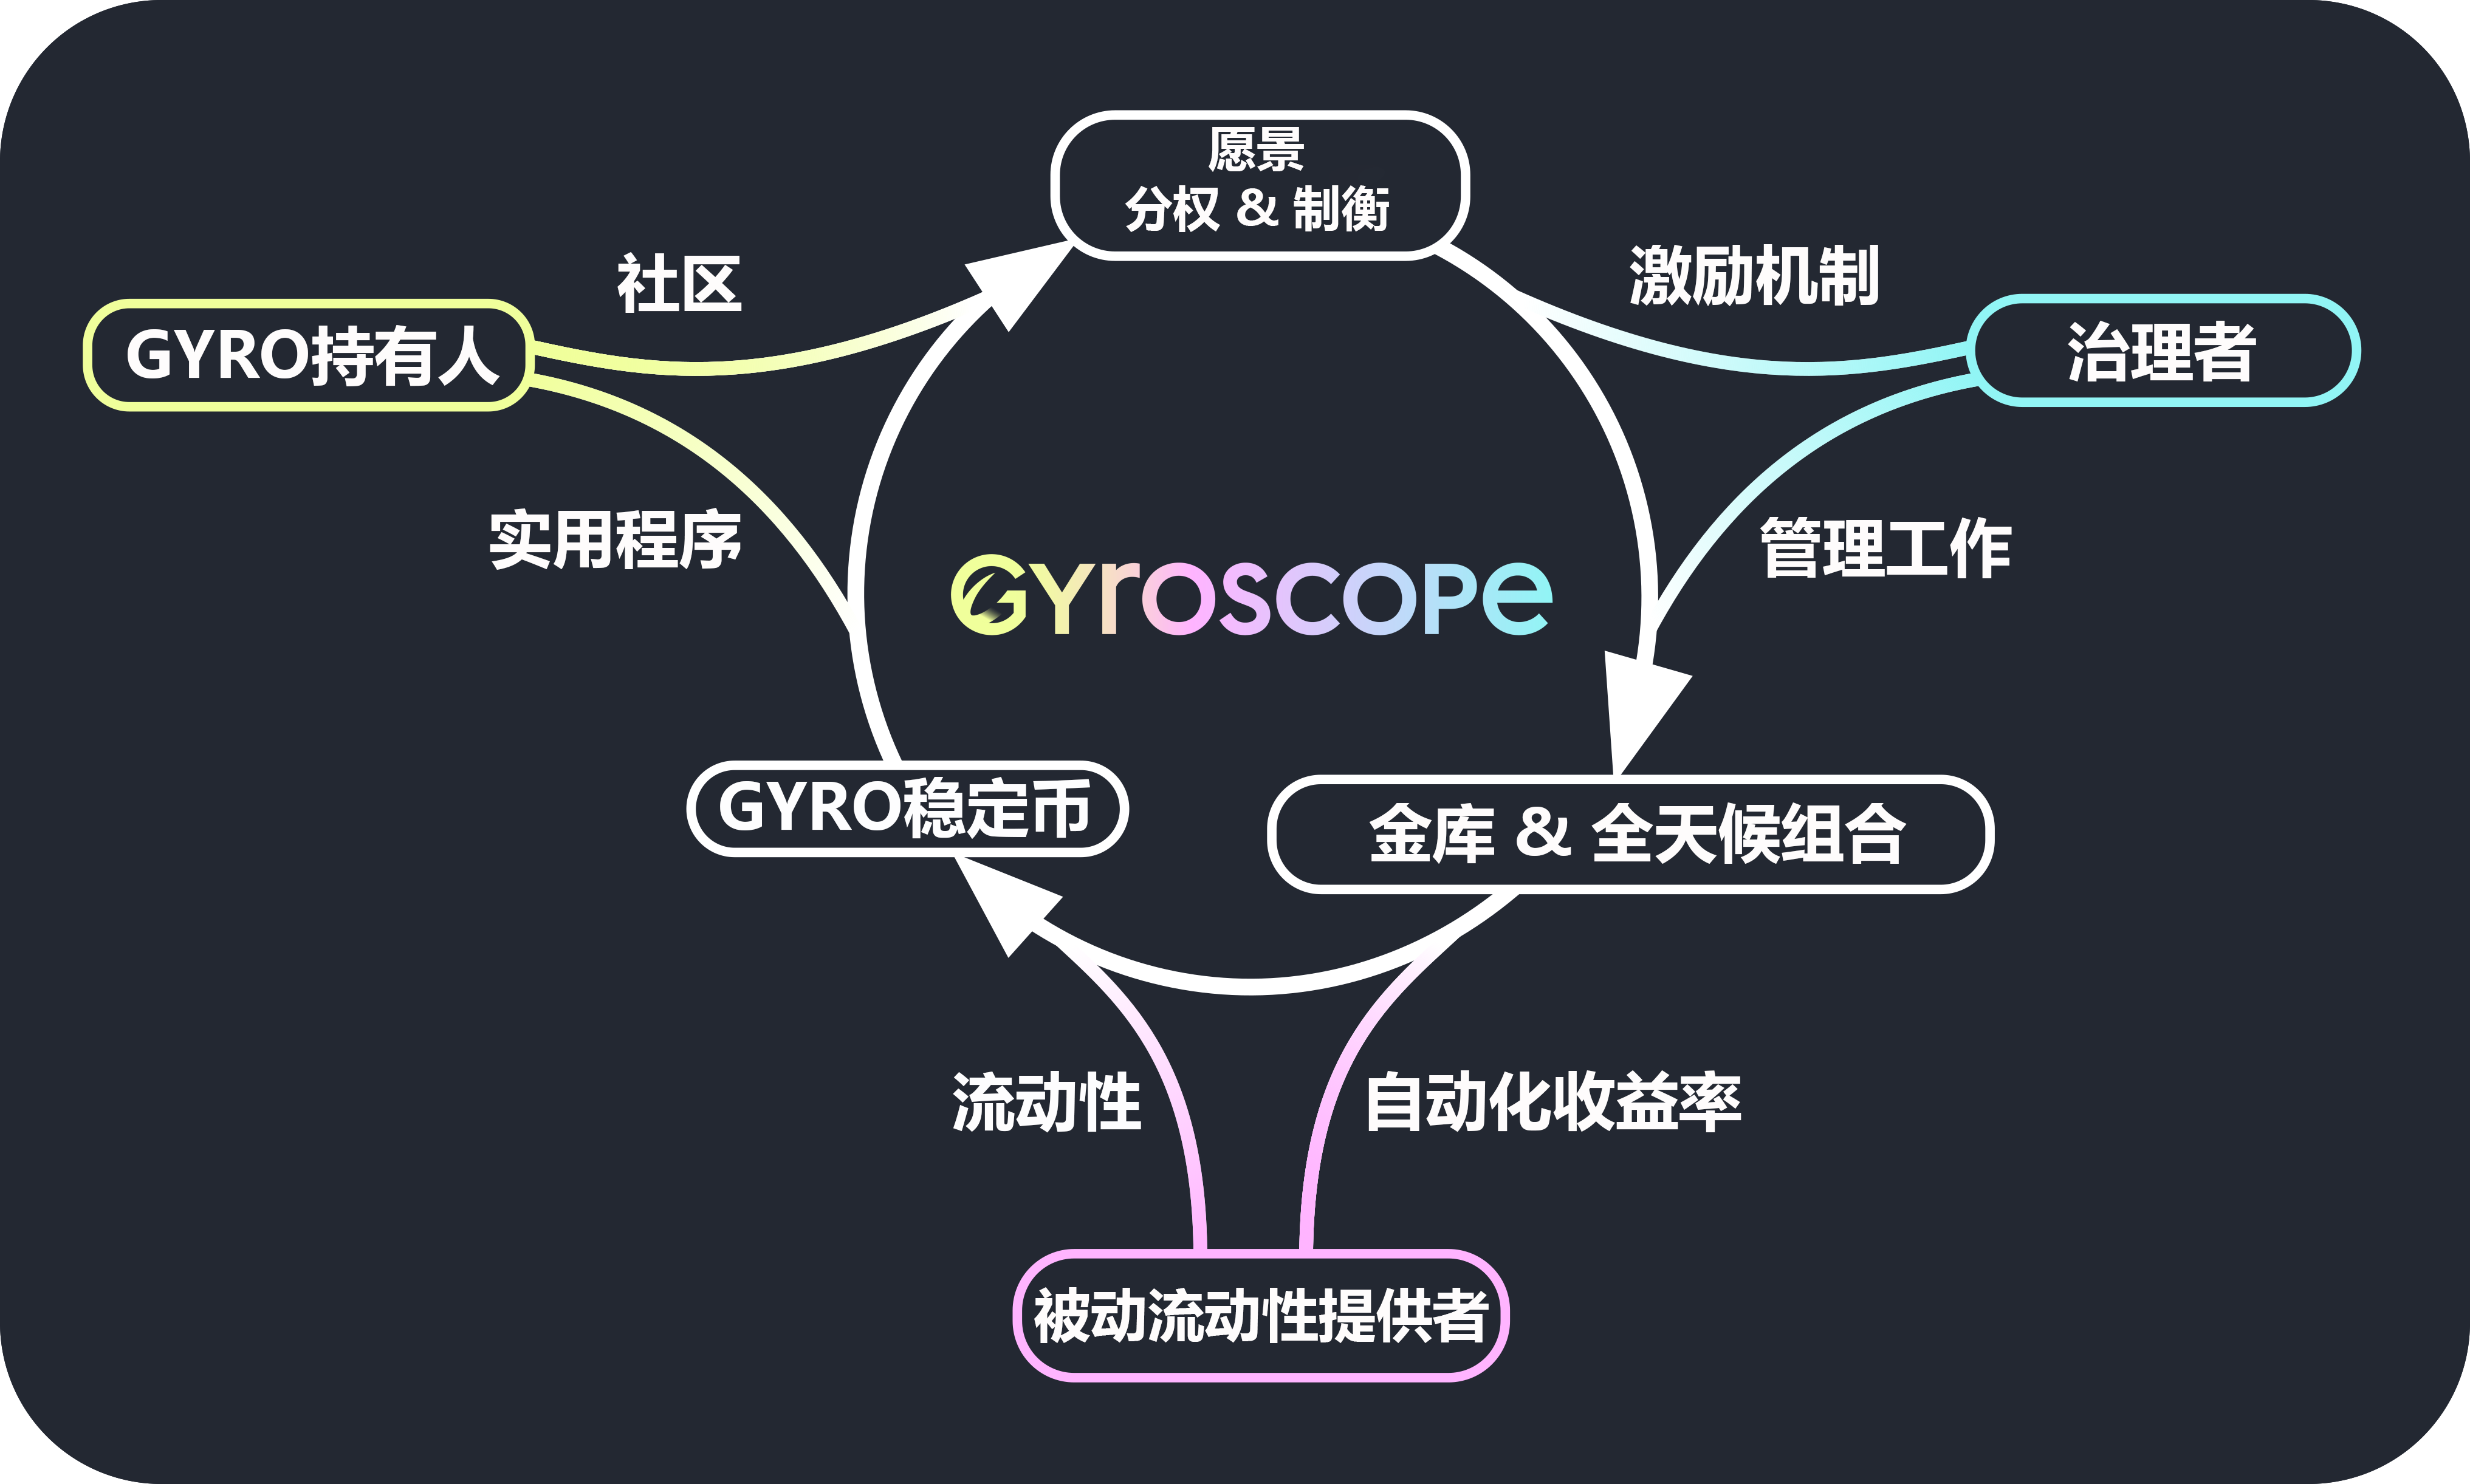 愿景
分权 & 制衡
社区
激励机制
GYRO持有人
治理者
实用程序
管理工作
Gyroscope
GYRO稳定币
金库 & 全天候组合
流动性
自动化收益率
被动流动性提供者